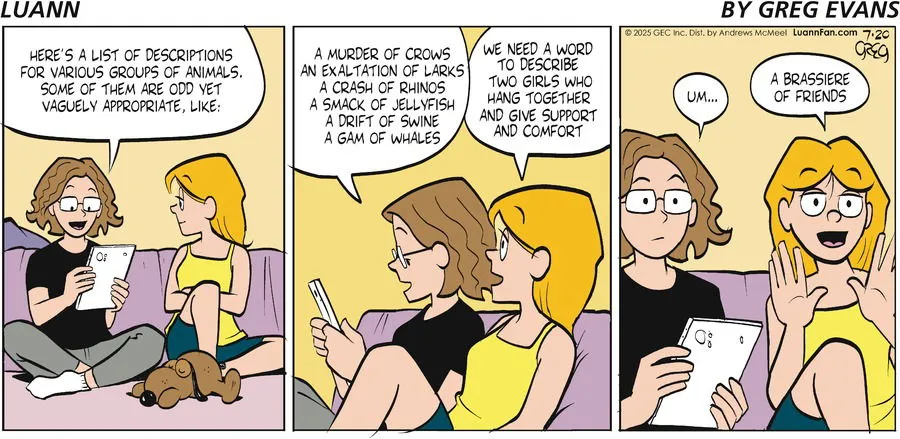 LUANN
BY GREG EVANS
HERE'S A LIST OF DESCRIPTIONS
FOR VARIOUS GROUPS OF ANIMALS.
SOME OF THEM ARE ODD YET
VAGUELY APPROPRIATE, LIKE:
A MURDER OF CROWS
AN EXALTATION OF LARKS
A CRASH OF RHINOS
A SMACK OF JELLYFISH
A DRIFT OF SWINE
A GAM OF WHALES
WE NEED A WORD
TO DESCRIBE
TWO GIRLS WHO
HANG TOGETHER
AND GIVE SUPPORT
AND COMFORT
© 2025 GEC Inc. Dist. by Andrews McMeel LuannFan.com
7•20
GREG
UM...
A BRASSIERE
OF FRIENDS